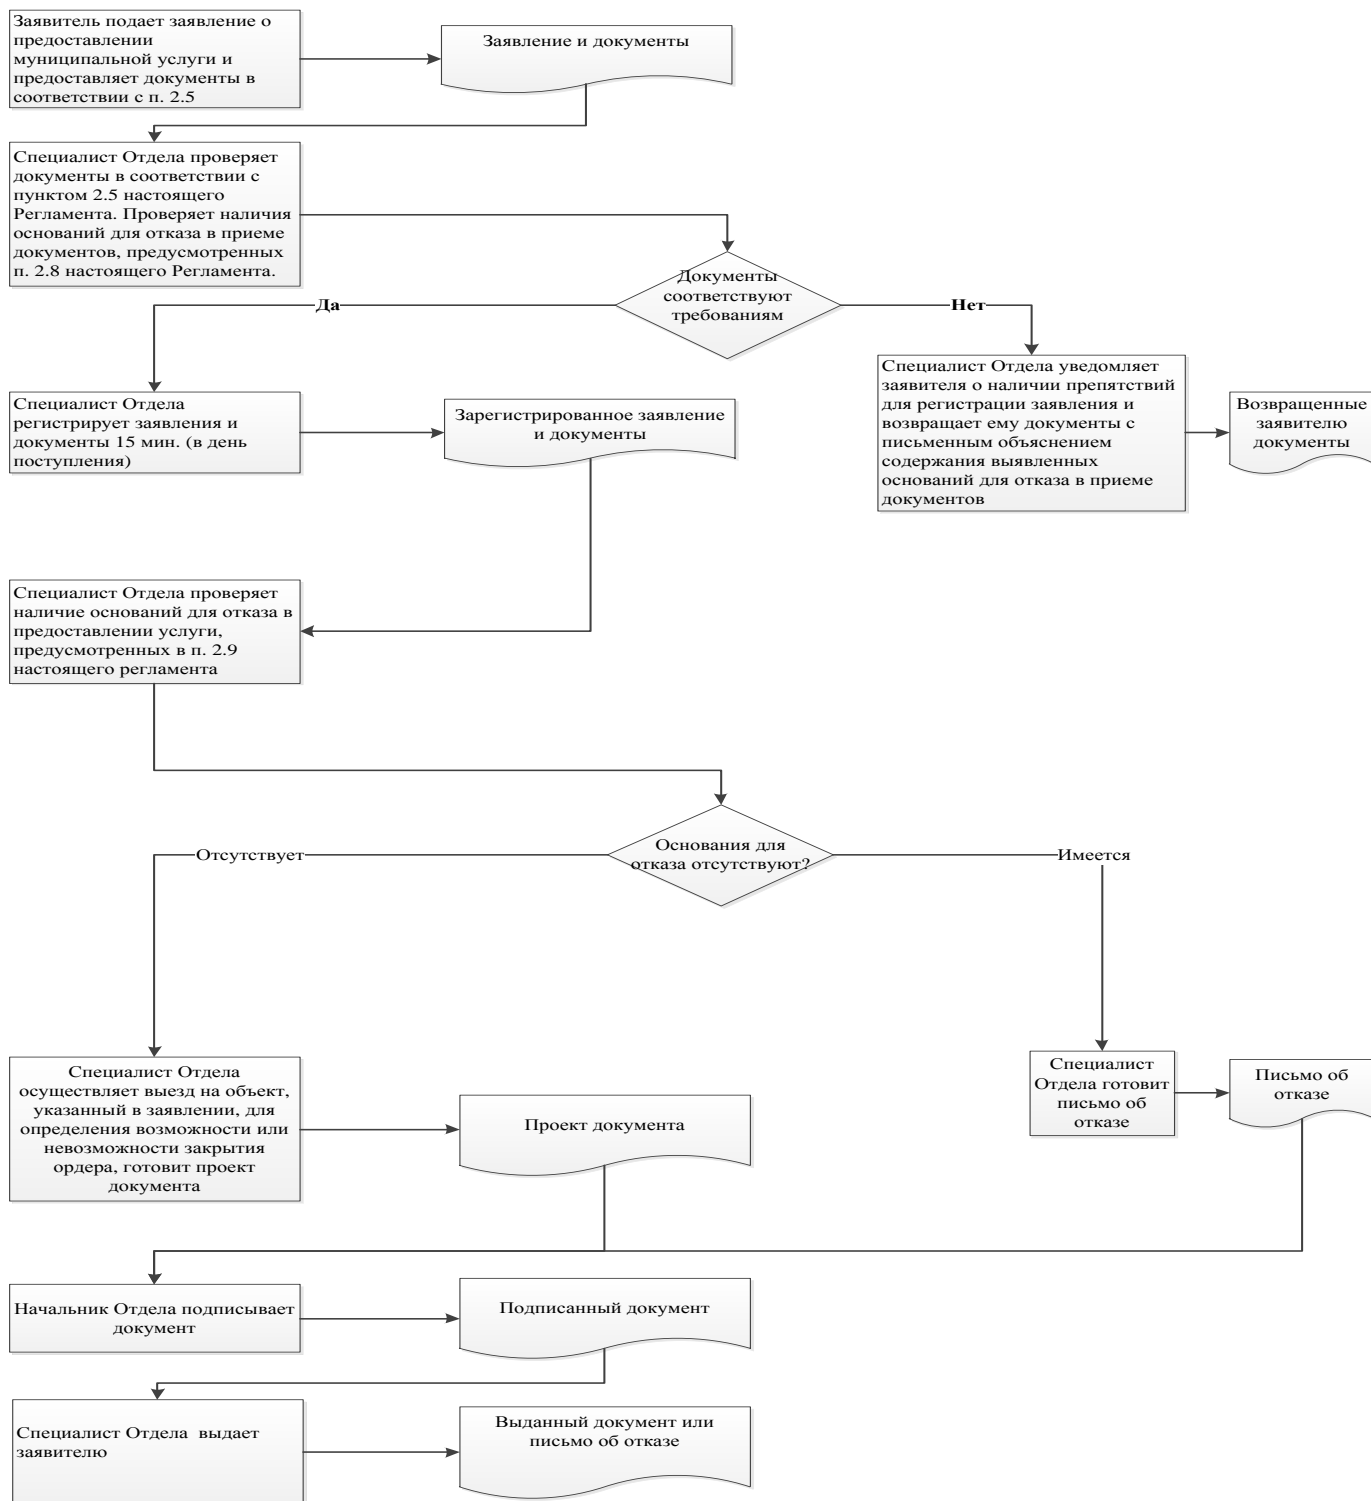 Заявитель подает заявление о
предоставлении
муниципальной услуги и
предоставляет документы в
соответствии с п. 2.5
Заявление и документы
Специалист Отдела проверяет
документы в соответствии с
пунктом 2.5 настоящего
Регламента. Проверяет наличия
оснований для отказа в приеме
документов, предусмотренных
п. 2.8 настоящего Регламента.
Документы
соответствуют
требованиям
Да
Нет
Специалист Отдела
регистрирует заявления и
документы 15 мин. (в день
поступления)
Зарегистрированное заявление
и документы
Специалист Отдела уведомляет
заявителя о наличии препятствий
для регистрации заявления и
возвращает ему документы с
письменным объяснением
содержания выявленных
оснований для отказа в приеме
документов
Возвращенные
заявителю
документы
Специалист Отдела проверяет
наличие оснований для отказа в
предоставлении услуги,
предусмотренных в п. 2.9
настоящего регламента
Основания для
отказа отсутствуют?
Отсутствует
Имеется
Специалист Отдела
осуществляет выезд на объект,
указанный в заявлении, для
определения возможности или
невозможности закрытия
ордера, готовит проект
документа
Проект документа
Специалист
Отдела готовит
письмо об
отказе
Письмо об
отказе
Начальник Отдела подписывает
документ
Подписанный документ
Специалист Отдела  выдает
заявителю
Выданный документ или
письмо об отказе